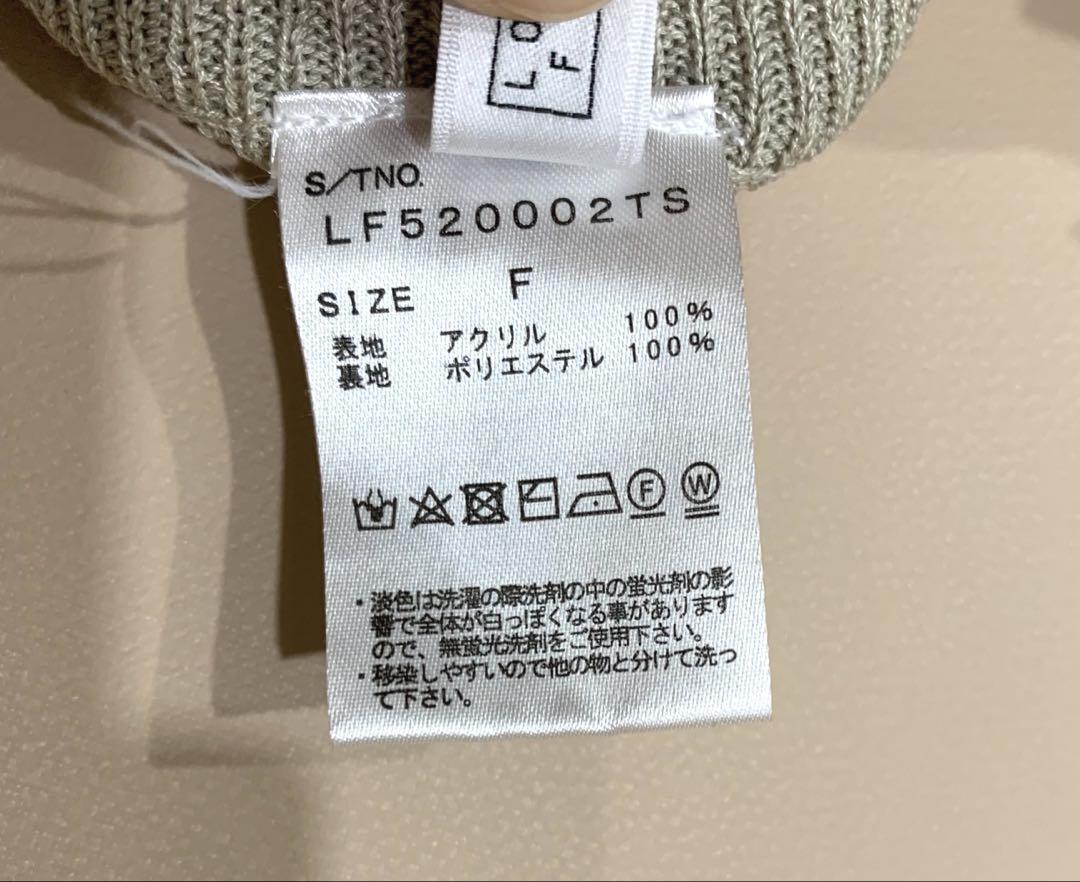 LO
F
S/TNO.
LF520002TS
SIZE F
表地 アクリル 100%
裏地 ポリエステル 100%
F W
・淡色は洗濯の際洗剤の中の蛍光剤の影
響で全体が白っぽくなる事があります
ので、無蛍光洗剤をご使用下さい。
・移染しやすいので他の物と分けて洗っ
て下さい。